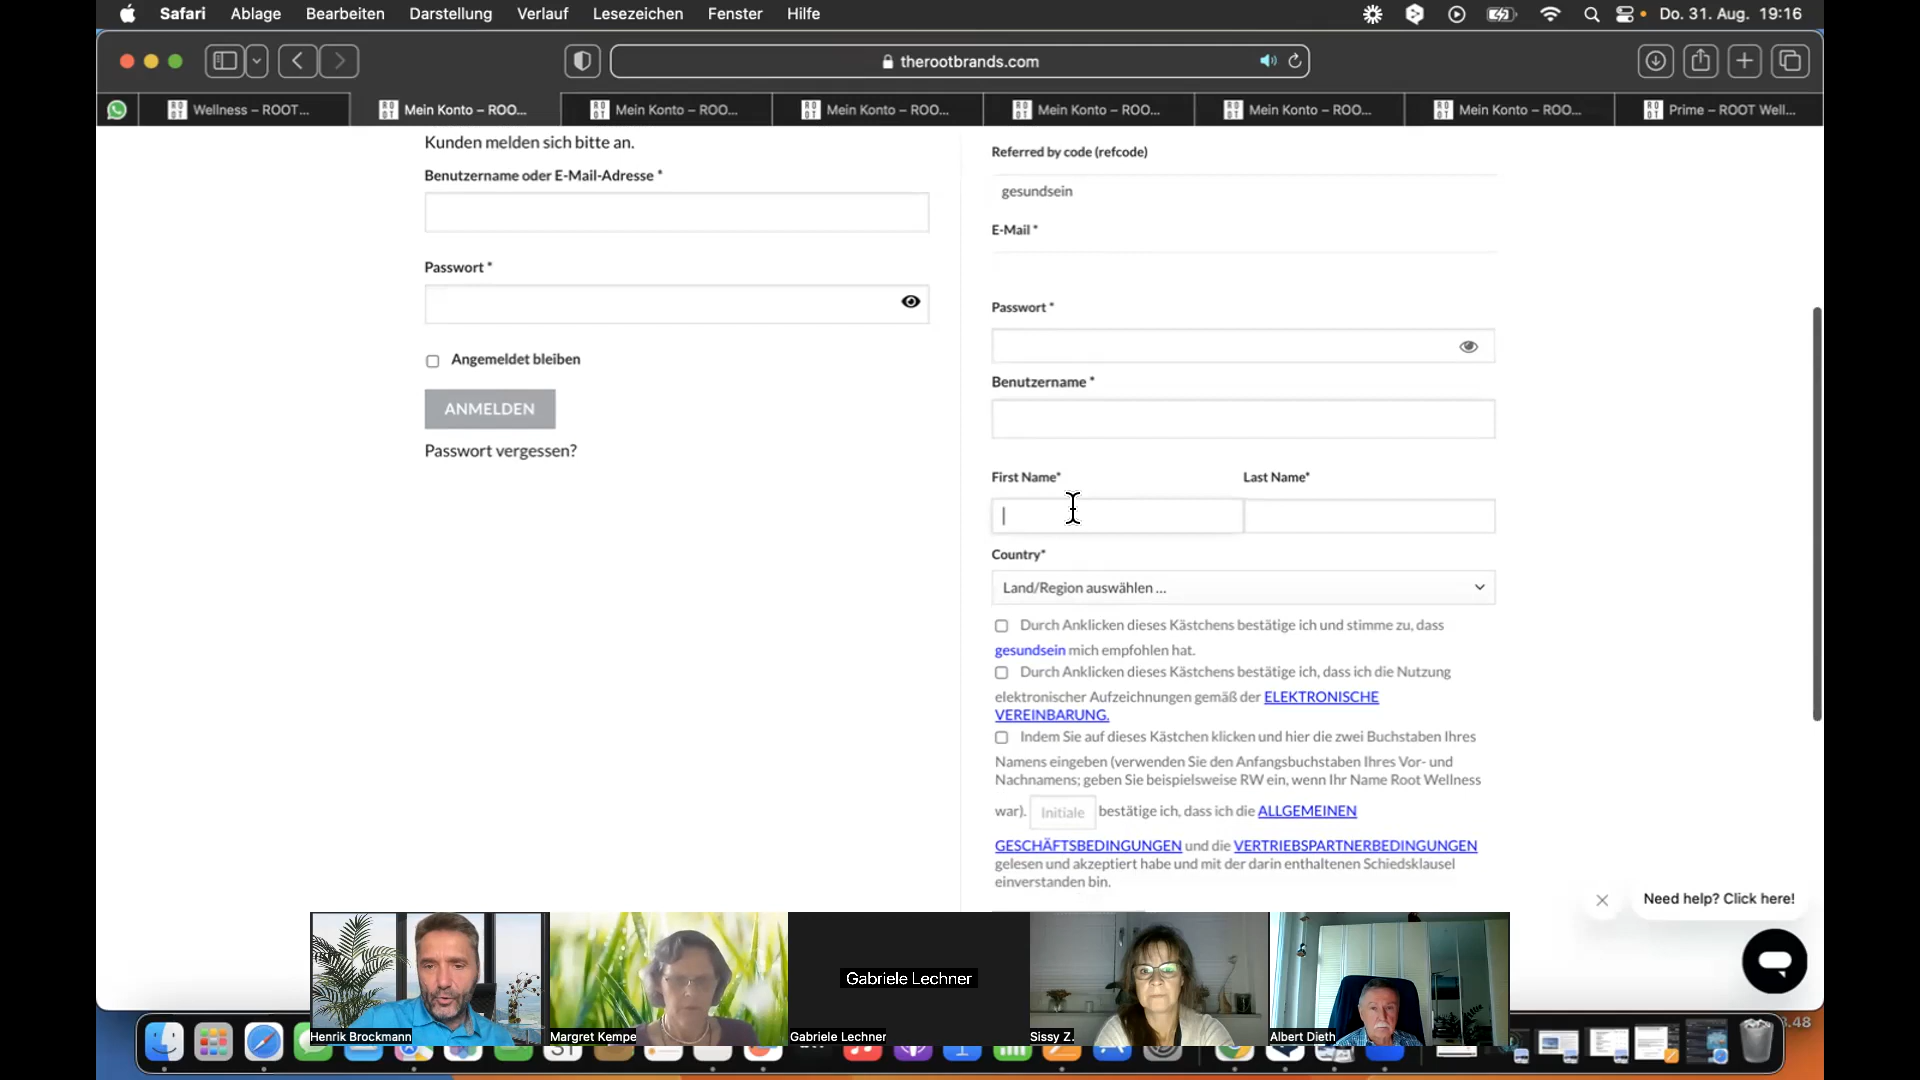 Safari Ablage Bearbeiten Darstellung Verlauf Lesezeichen Fenster Hilfe Do. 31. Aug. 19:16
therootbrands.com
Wellness – ROOT... Mein Konto – ROO... Mein Konto – ROO... Mein Konto – ROO... Mein Konto – ROO... Mein Konto – ROO... Mein Konto – ROO... Prime – ROOT Well...
Kunden melden sich bitte an.
Benutzername oder E-Mail-Adresse *
Passwort *
Angemeldet bleiben
ANMELDEN
Passwort vergessen?
Referred by code (refcode)
gesundsein
E-Mail *
Passwort *
Benutzername *
First Name* Last Name*
Country*
Land/Region auswählen ...
Durch Anklicken dieses Kästchens bestätige ich und stimme zu, dass
gesundsein mich empfohlen hat.
Durch Anklicken dieses Kästchens bestätige ich, dass ich die Nutzung
elektronischer Aufzeichnungen gemäß der ELEKTRONISCHE
VEREINBARUNG.
Indem Sie auf dieses Kästchen klicken und hier die zwei Buchstaben Ihres
Namens eingeben (verwenden Sie den Anfangsbuchstaben Ihres Vor- und
Nachnamens; geben Sie beispielsweise RW ein, wenn Ihr Name Root Wellness
war). Initiale bestätige ich, dass ich die ALLGEMEINEN
GESCHÄFTSBEDINGUNGEN und die VERTRIEBSPARTNERBEDINGUNGEN
gelesen und akzeptiert habe und mit der darin enthaltenen Schiedsklausel
einverstanden bin.
Need help? Click here!
Gabriele Lechner
Henrik Brockmann Margret Kempe Gabriele Lechner Sissy Z. Albert Dieth